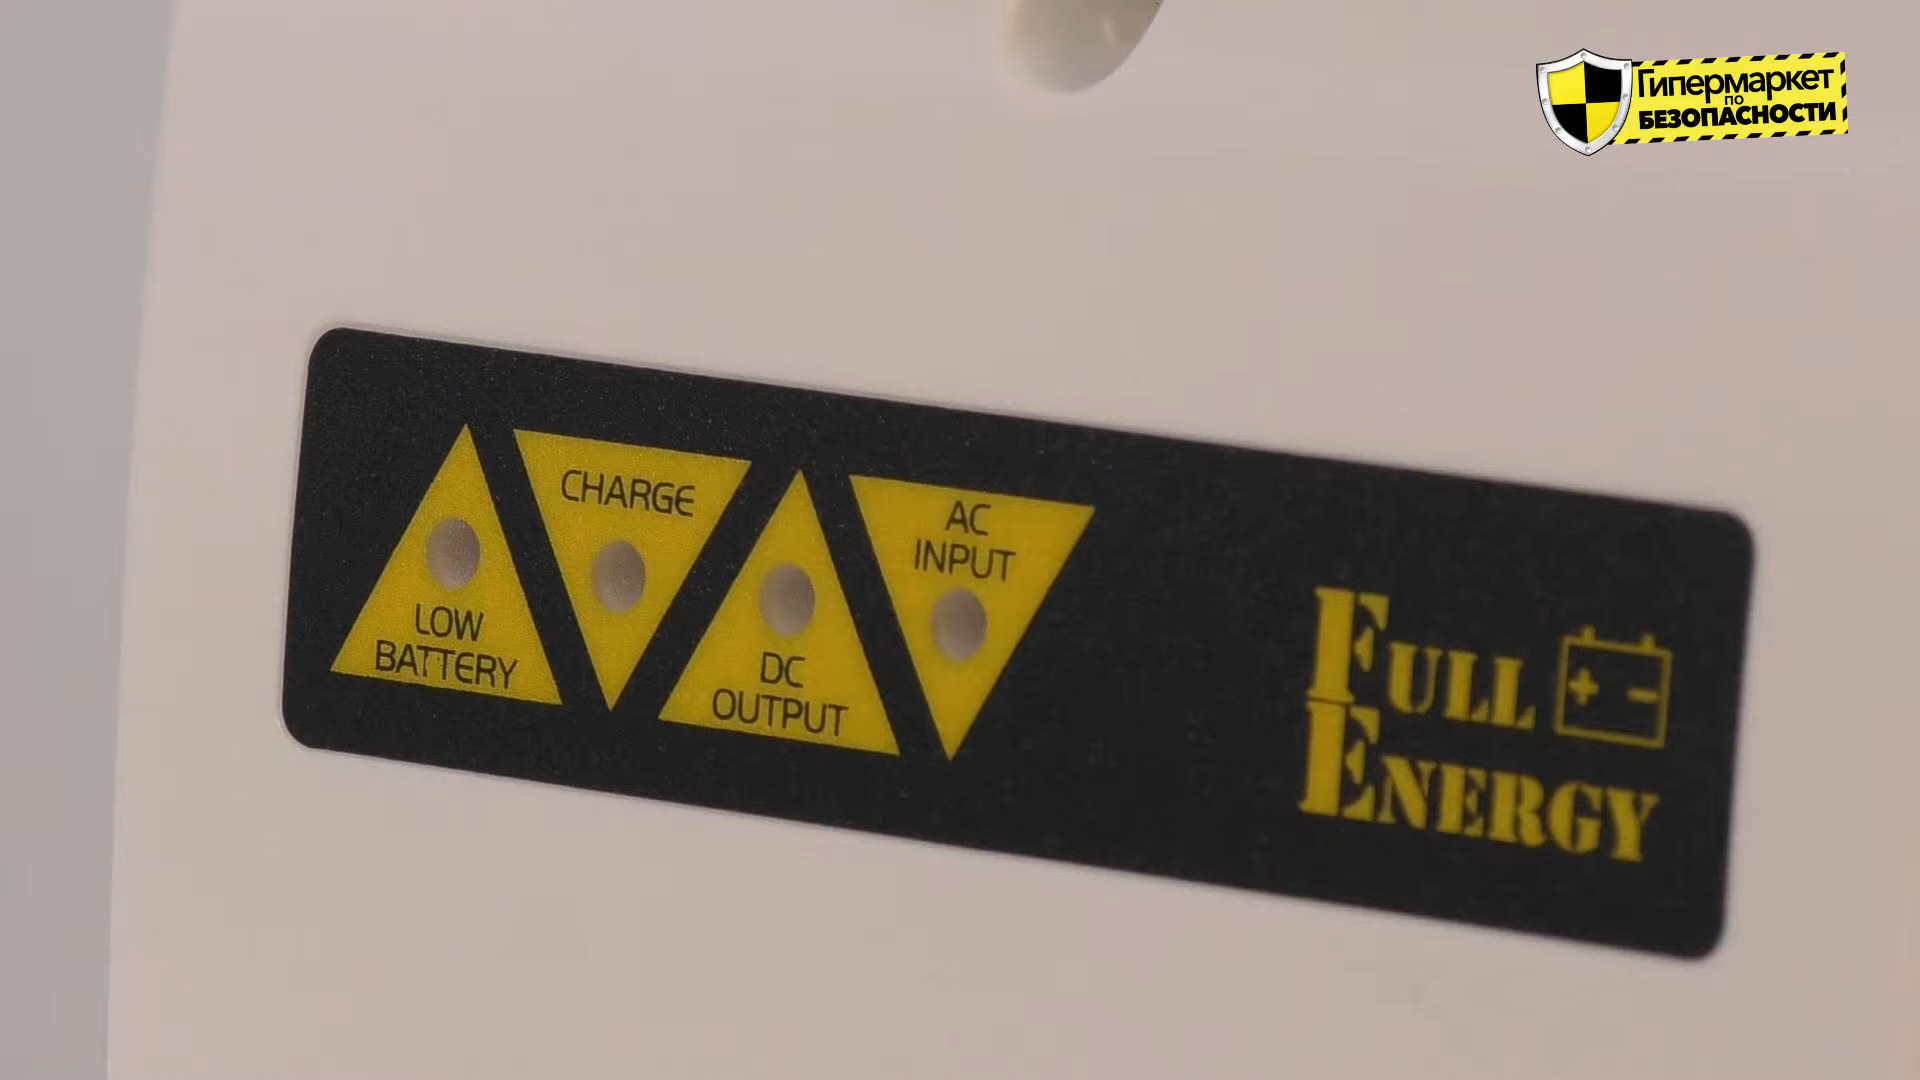 Гипермаркет
по
БЕЗОПАСНОСТИ
LOW
BATTERY
CHARGE
DC
OUTPUT
AC
INPUT
FULL
ENERGY